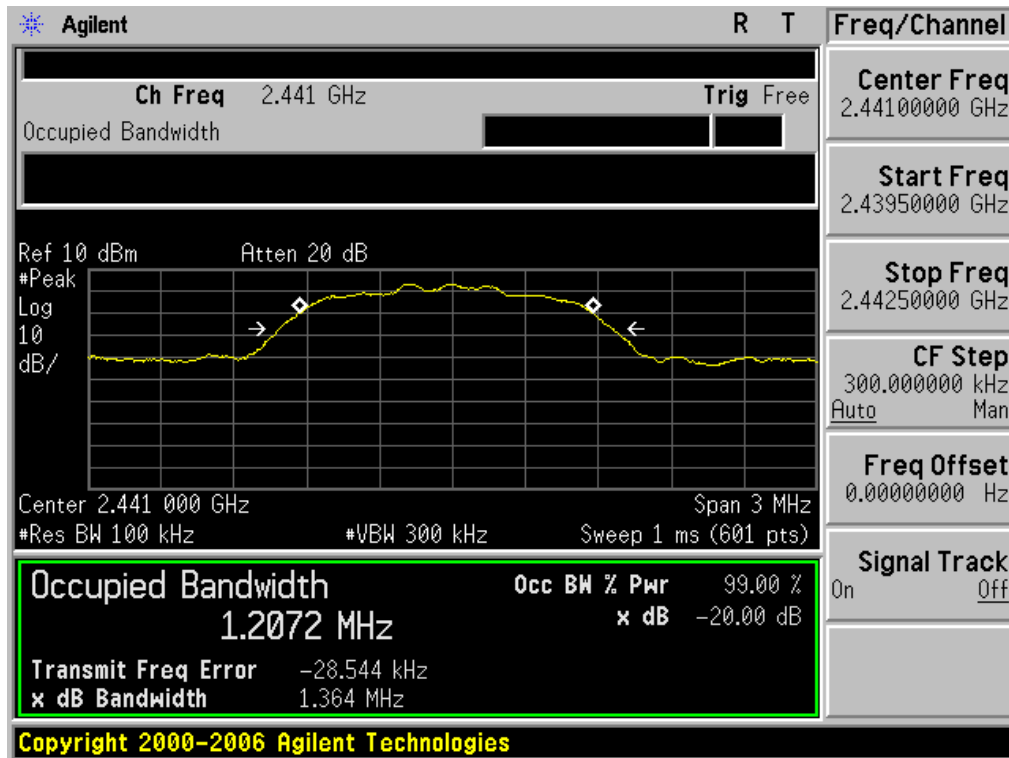 Agilent R T
Freq/Channel
Ch Freq 2.441 GHz Trig Free
Occupied Bandwidth
Center Freq
2.44100000 GHz
Start Freq
2.43950000 GHz
Stop Freq
2.44250000 GHz
CF Step
300.000000 kHz
Auto Man
Freq Offset
0.00000000 Hz
Signal Track
On Off
Ref 10 dBm Atten 20 dB
#Peak
Log
10
dB/
Center 2.441 000 GHz Span 3 MHz
#Res BW 100 kHz #VBW 300 kHz Sweep 1 ms (601 pts)
Occupied Bandwidth
1.2072 MHz
Occ BW % Pwr 99.00 %
x dB -20.00 dB
Transmit Freq Error -28.544 kHz
x dB Bandwidth 1.364 MHz
Copyright 2000-2006 Agilent Technologies